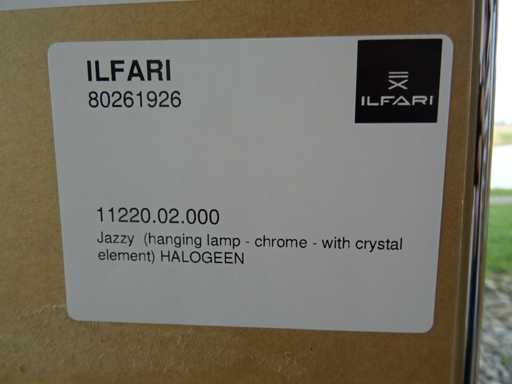 ILFARI
80261926
ILFARI
11220.02.000
Jazzy (hanging lamp - chrome - with crystal
element) HALOGEEN